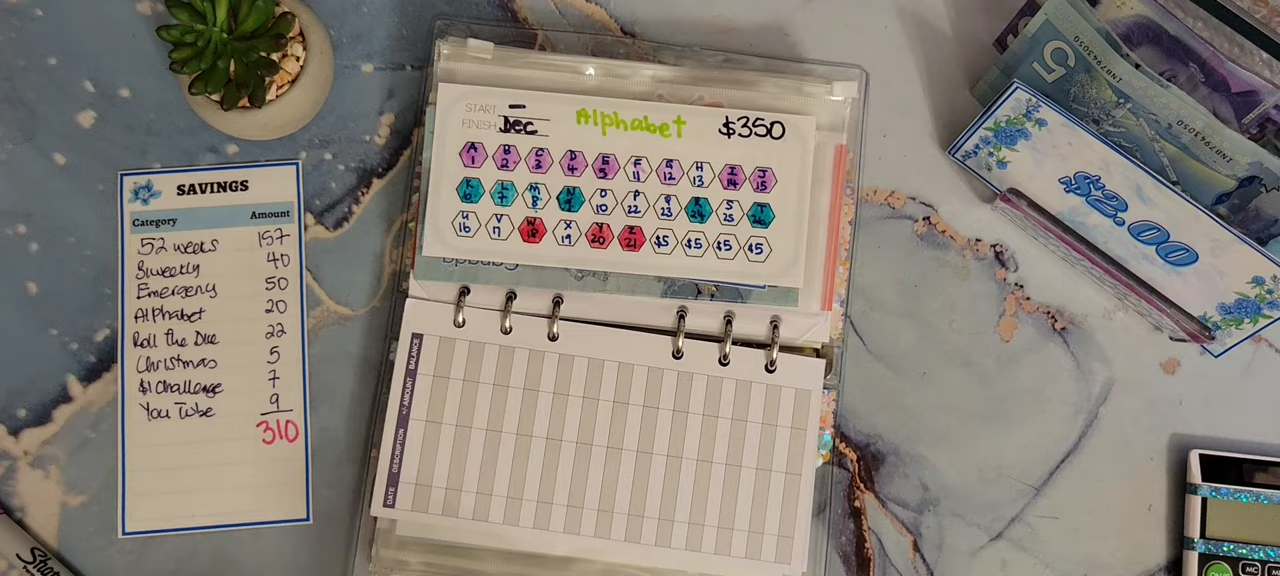 SAVINGS
Category Amount
52 weeks 157
Biweekly 40
Emergency 50
Alphabet 20
Roll the Dice 22
Christmas 5
$1 Challenge 7
You Tube 9
310
START -
FINISH Dec
Alphabet $350
A 1 B 2 C 3 D 4 E 5 F 11 G 12 H 13 I 14 J 15
K 6 L 7 M 8 N 9 O 10 P 22 Q 23 R 24 S 25 T 26
U 16 V 17 W 18 X 19 Y 20 Z 21 $5 $5 $5 $5
DATE DESCRIPTION +/- AMOUNT BALANCE
5
$2.00
MC